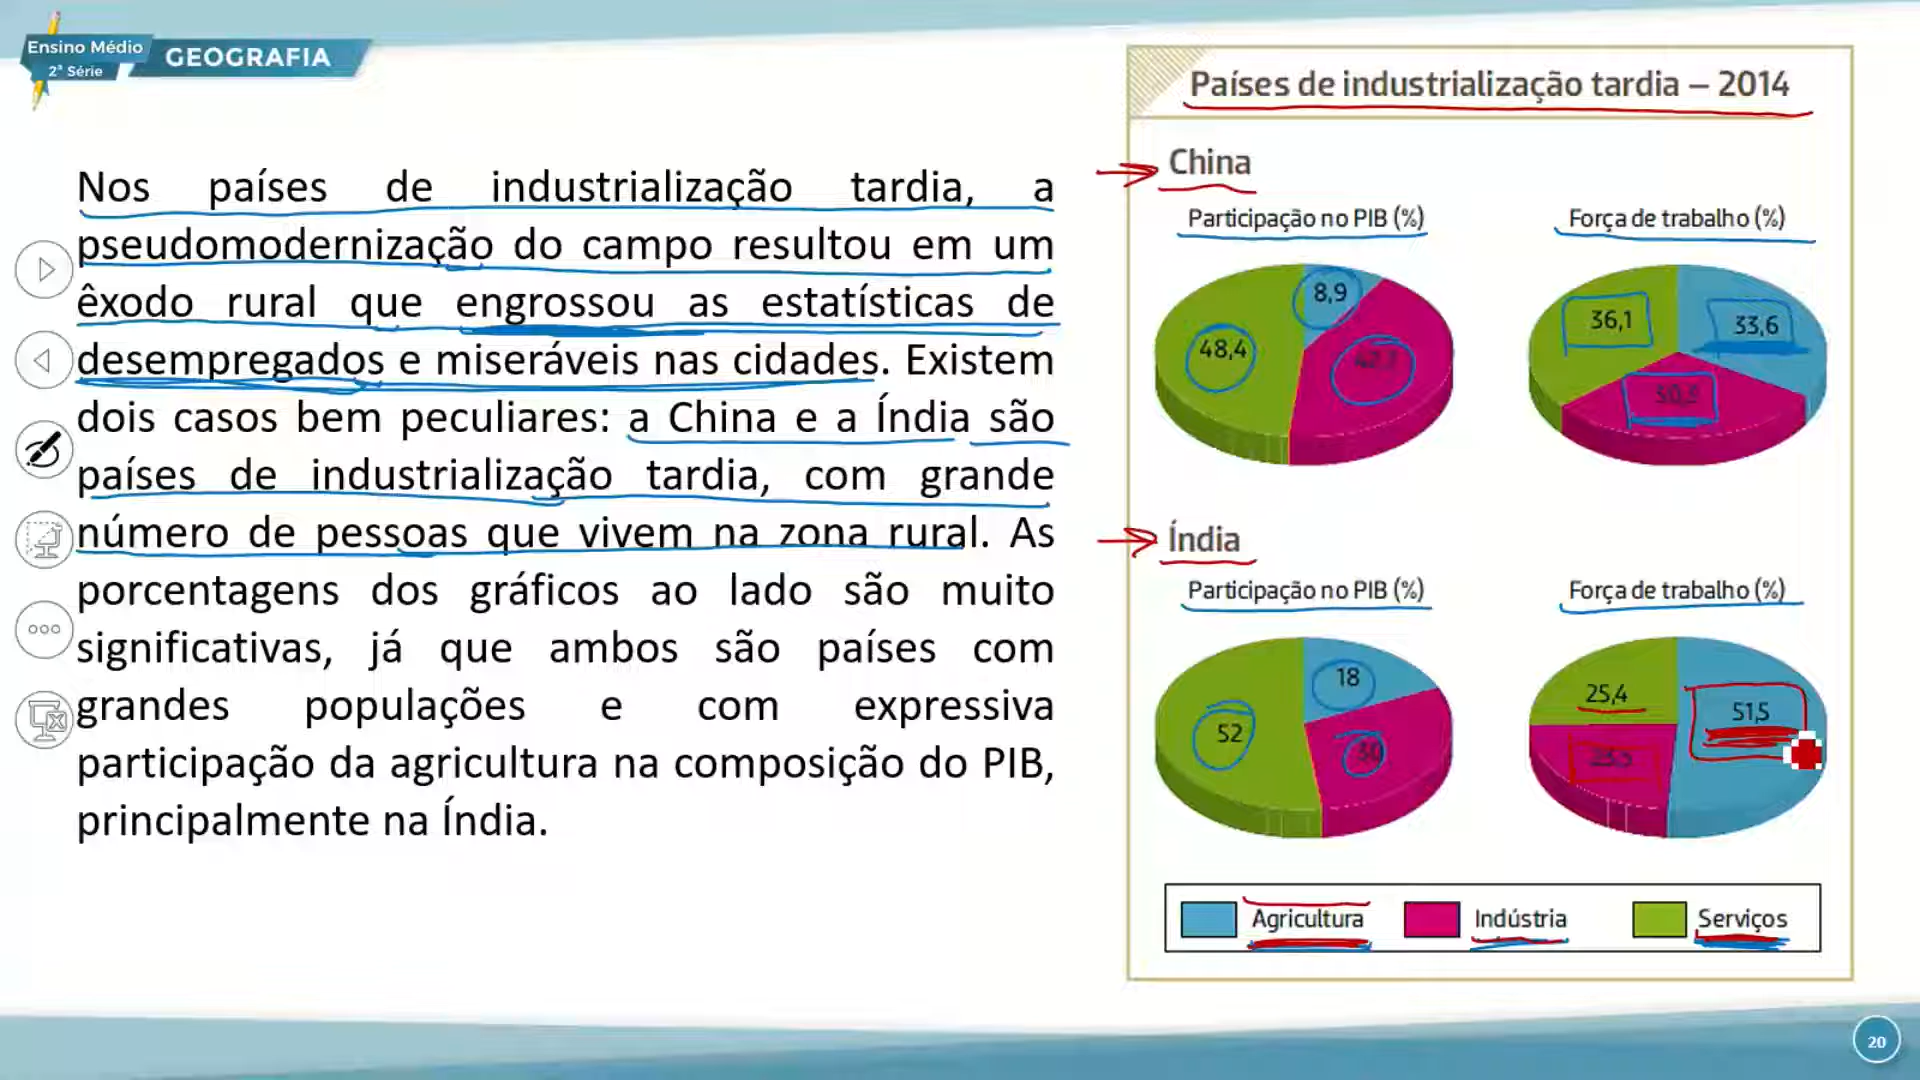 Ensino Médio
2ª Série
GEOGRAFIA
Nos países de industrialização tardia, a
pseudomodernização do campo resultou em um
êxodo rural que engrossou as estatísticas de
desempregados e miseráveis nas cidades. Existem
dois casos bem peculiares: a China e a Índia são
países de industrialização tardia, com grande
número de pessoas que vivem na zona rural. As
porcentagens dos gráficos ao lado são muito
significativas, já que ambos são países com
grandes populações e com expressiva
participação da agricultura na composição do PIB,
principalmente na Índia.
Países de industrialização tardia – 2014
China
Participação no PIB (%)
Força de trabalho (%)
8,9
48,4
36,1
33,6
Índia
Participação no PIB (%)
Força de trabalho (%)
18
52
25,4
51,5
Agricultura
Indústria
Serviços
20